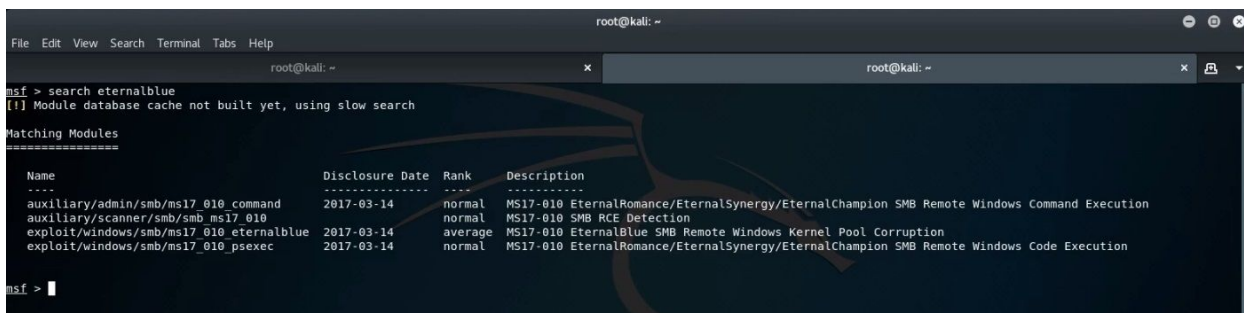 root@kali: ~
File Edit View Search Terminal Tabs Help
root@kali: ~ × root@kali: ~ ×
msf > search eternalblue
[!] Module database cache not built yet, using slow search
Matching Modules
================
Name Disclosure Date Rank Description
---- --------------- ---- -----------
auxiliary/admin/smb/ms17_010_command 2017-03-14 normal MS17-010 EternalRomance/EternalSynergy/EternalChampion SMB Remote Windows Command Execution
auxiliary/scanner/smb/smb_ms17_010 normal MS17-010 SMB RCE Detection
exploit/windows/smb/ms17_010_eternalblue 2017-03-14 average MS17-010 EternalBlue SMB Remote Windows Kernel Pool Corruption
exploit/windows/smb/ms17_010_psexec 2017-03-14 normal MS17-010 EternalRomance/EternalSynergy/EternalChampion SMB Remote Windows Code Execution
msf >